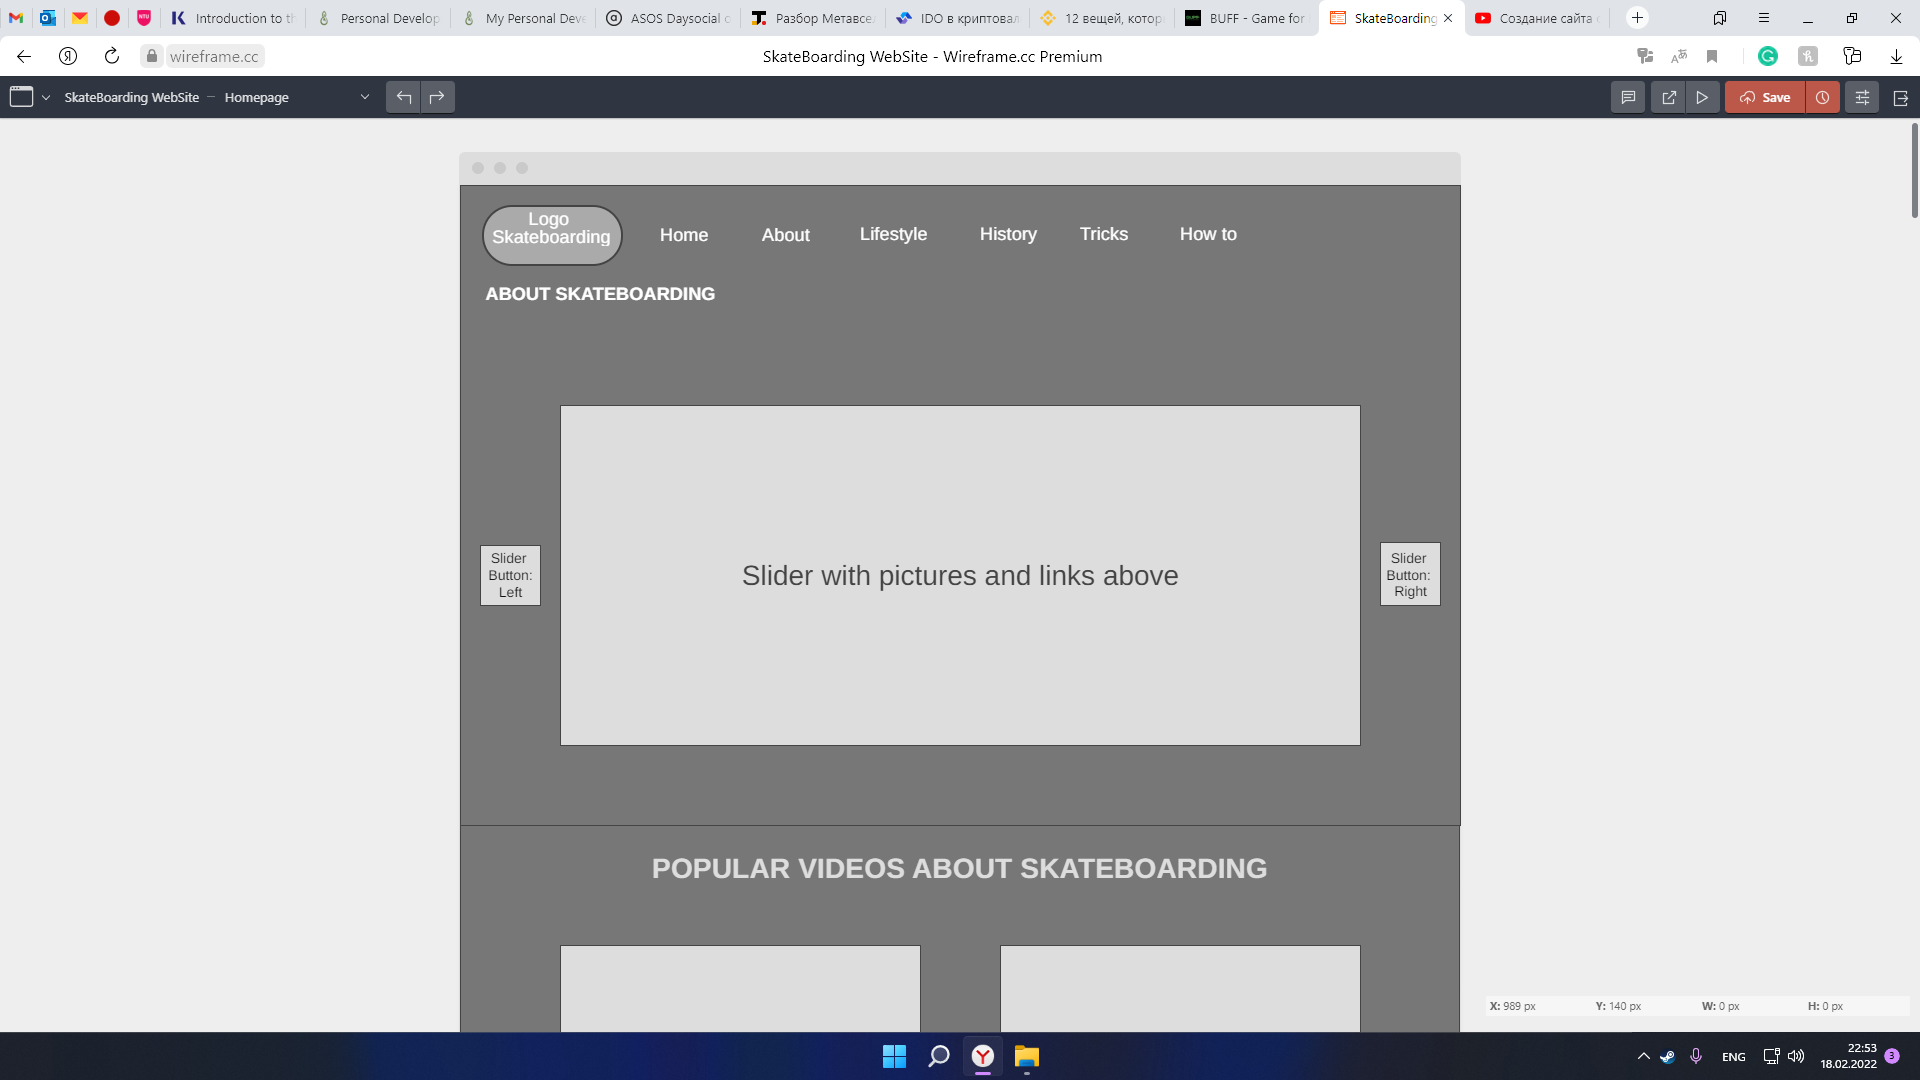 Introduction to th
Personal Develop
My Personal Deve
ASOS Daysocial o
Разбор Метавсел
IDO в криптовал
12 вещей, котор
BUFF - Game for
SkateBoarding
Создание сайта
wireframe.cc
SkateBoarding WebSite - Wireframe.cc Premium
SkateBoarding WebSite – Homepage
Save
Logo
Skateboarding
Home
About
Lifestyle
History
Tricks
How to
ABOUT SKATEBOARDING
Slider
Button:
Left
Slider with pictures and links above
Slider
Button:
Right
POPULAR VIDEOS ABOUT SKATEBOARDING
X: 989 px
Y: 140 px
W: 0 px
H: 0 px
ENG
22:53
18.02.2022
3